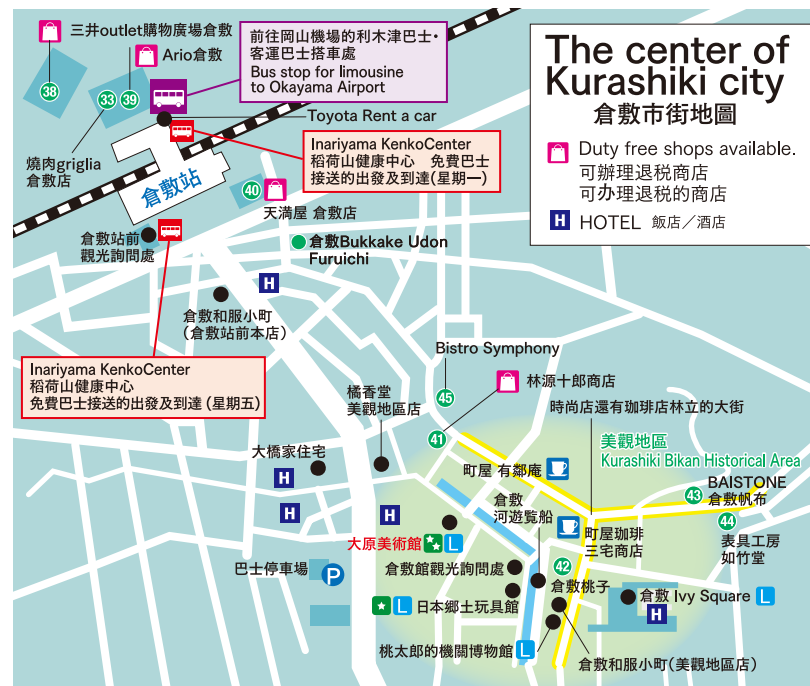 The center of
Kurashiki city
倉敷市街地圖
Duty free shops available.
可辦理退税商店
可办理退税的商店
H
HOTEL 飯店／酒店
三井outlet購物廣場倉敷
Ario倉敷
38
33
39
前往岡山機場的利木津巴士・
客運巴士搭車處
Bus stop for limousine
to Okayama Airport
Toyota Rent a car
燒肉griglia
倉敷店
倉敷站
Inariyama KenkoCenter
稻荷山健康中心 免費巴士
接送的出發及到達(星期一)
40
天満屋 倉敷店
倉敷站前
觀光詢問處
倉敷Bukkake Udon
Furuichi
H
倉敷和服小町
(倉敷站前本店)
Inariyama KenkoCenter
稻荷山健康中心
免費巴士接送的出發及到達 (星期五)
Bistro Symphony
45
林源十郎商店
橘香堂
美觀地區店
時尚店還有珈琲店林立的大街
41
美觀地區
Kurashiki Bikan Historical Area
大橋家住宅
町屋 有鄰庵
H
倉敷
河遊覧船
43
BAISTONE
倉敷帆布
H
H
44
大原美術館
L
町屋珈琲
三宅商店
表具工房
如竹堂
巴士停車場
P
倉敷館觀光詢問處
42
倉敷桃子
L
日本郷土玩具館
倉敷 Ivy Square
L
H
桃太郎的機關博物館
L
倉敷和服小町(美觀地區店)